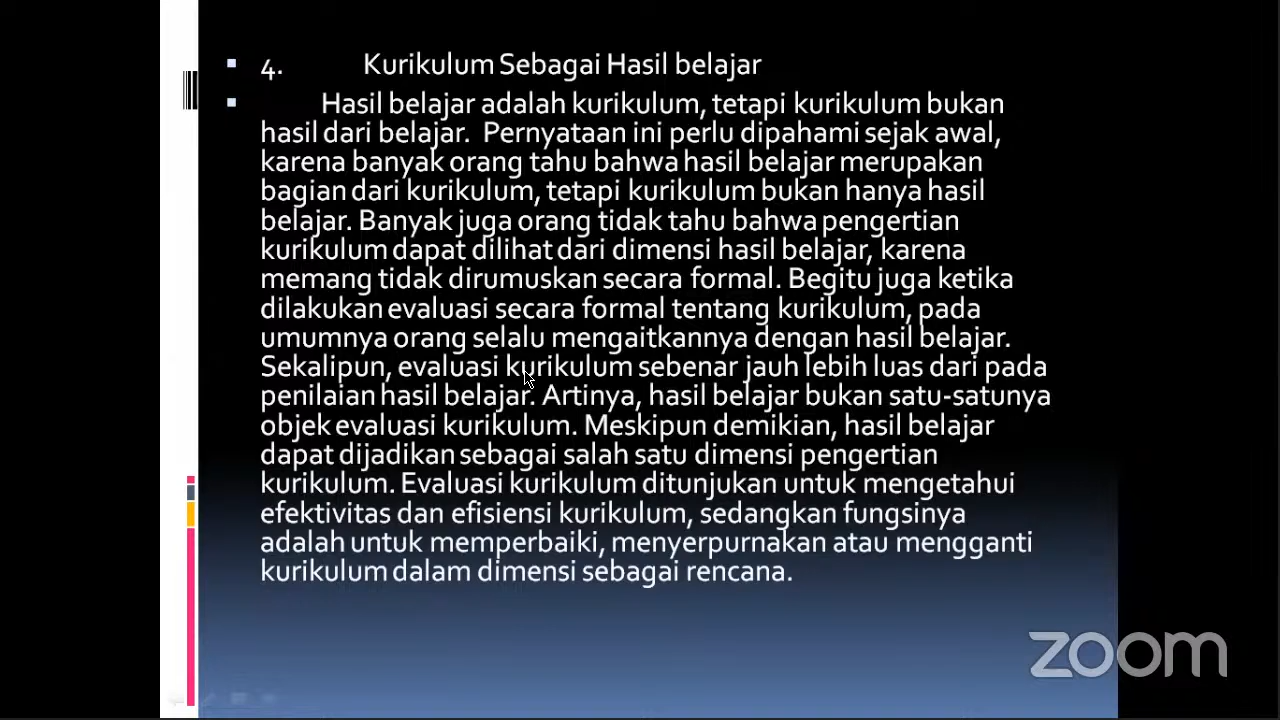 4. Kurikulum Sebagai Hasil belajar
Hasil belajar adalah kurikulum, tetapi kurikulum bukan
hasil dari belajar. Pernyataan ini perlu dipahami sejak awal,
karena banyak orang tahu bahwa hasil belajar merupakan
bagian dari kurikulum, tetapi kurikulum bukan hanya hasil
belajar. Banyak juga orang tidak tahu bahwa pengertian
kurikulum dapat dilihat dari dimensi hasil belajar, karena
memang tidak dirumuskan secara formal. Begitu juga ketika
dilakukan evaluasi secara formal tentang kurikulum, pada
umumnya orang selalu mengaitkannya dengan hasil belajar.
Sekalipun, evaluasi kurikulum sebenar jauh lebih luas dari pada
penilaian hasil belajar. Artinya, hasil belajar bukan satu-satunya
objek evaluasi kurikulum. Meskipun demikian, hasil belajar
dapat dijadikan sebagai salah satu dimensi pengertian
kurikulum. Evaluasi kurikulum ditunjukan untuk mengetahui
efektivitas dan efisiensi kurikulum, sedangkan fungsinya
adalah untuk memperbaiki, menyerpurnakan atau mengganti
kurikulum dalam dimensi sebagai rencana.
zoom